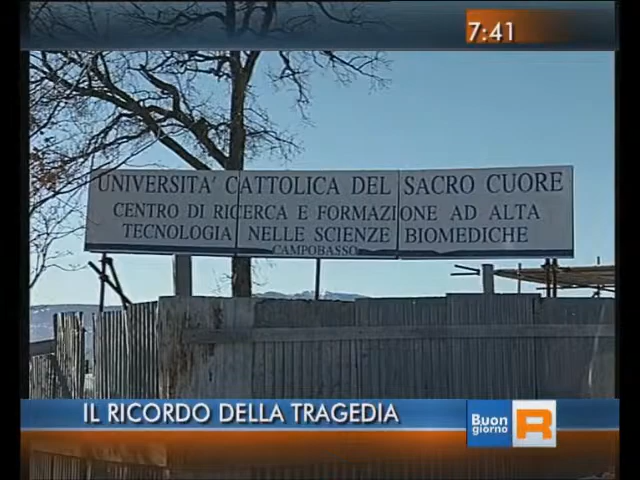 7:41
UNIVERSITA' CATTOLICA DEL SACRO CUORE
CENTRO DI RICERCA E FORMAZIONE AD ALTA
TECNOLOGIA NELLE SCIENZE BIOMEDICHE
CAMPOBASSO
IL RICORDO DELLA TRAGEDIA
Buon
giorno
R